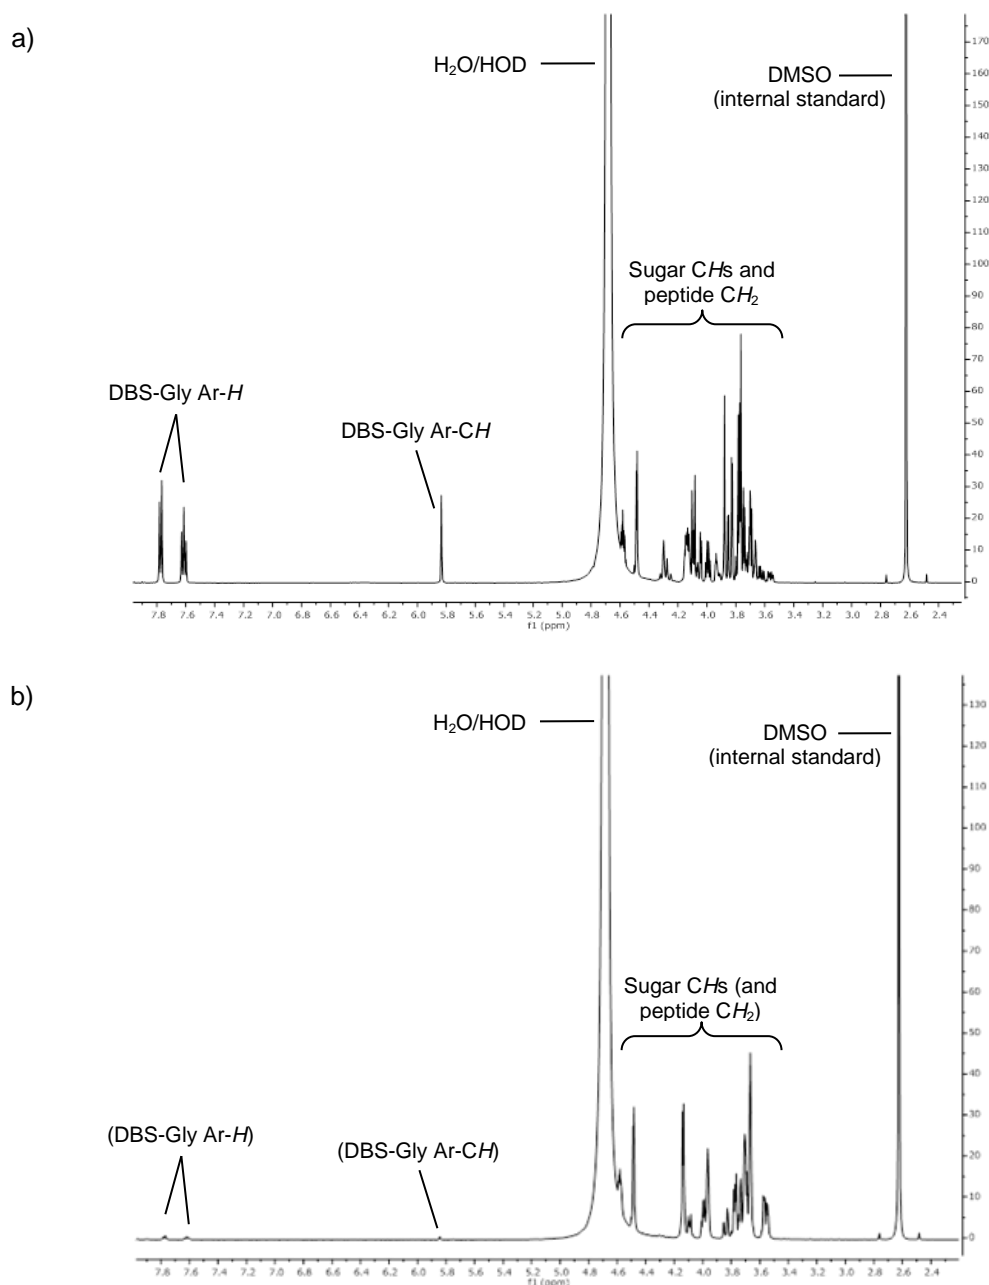 a)
H₂O/HOD
DMSO
(internal standard)
Sugar CHs and
peptide CH₂
DBS-Gly Ar-H
DBS-Gly Ar-CH
170
160
150
140
130
120
110
100
90
80
70
60
50
40
30
20
10
0
7.8 7.6 7.4 7.2 7.0 6.8 6.6 6.4 6.2 6.0 5.8 5.6 5.4 5.2 5.0 4.8 4.6 4.4 4.2 4.0 3.8 3.6 3.4 3.2 3.0 2.8 2.6 2.4
f1 (ppm)
b)
H₂O/HOD
DMSO
(internal standard)
Sugar CHs (and
peptide CH₂)
(DBS-Gly Ar-H)
(DBS-Gly Ar-CH)
130
120
110
100
90
80
70
60
50
40
30
20
10
0
7.8 7.6 7.4 7.2 7.0 6.8 6.6 6.4 6.2 6.0 5.8 5.6 5.4 5.2 5.0 4.8 4.6 4.4 4.2 4.0 3.8 3.6 3.4 3.2 3.0 2.8 2.6 2.4
f1 (ppm)